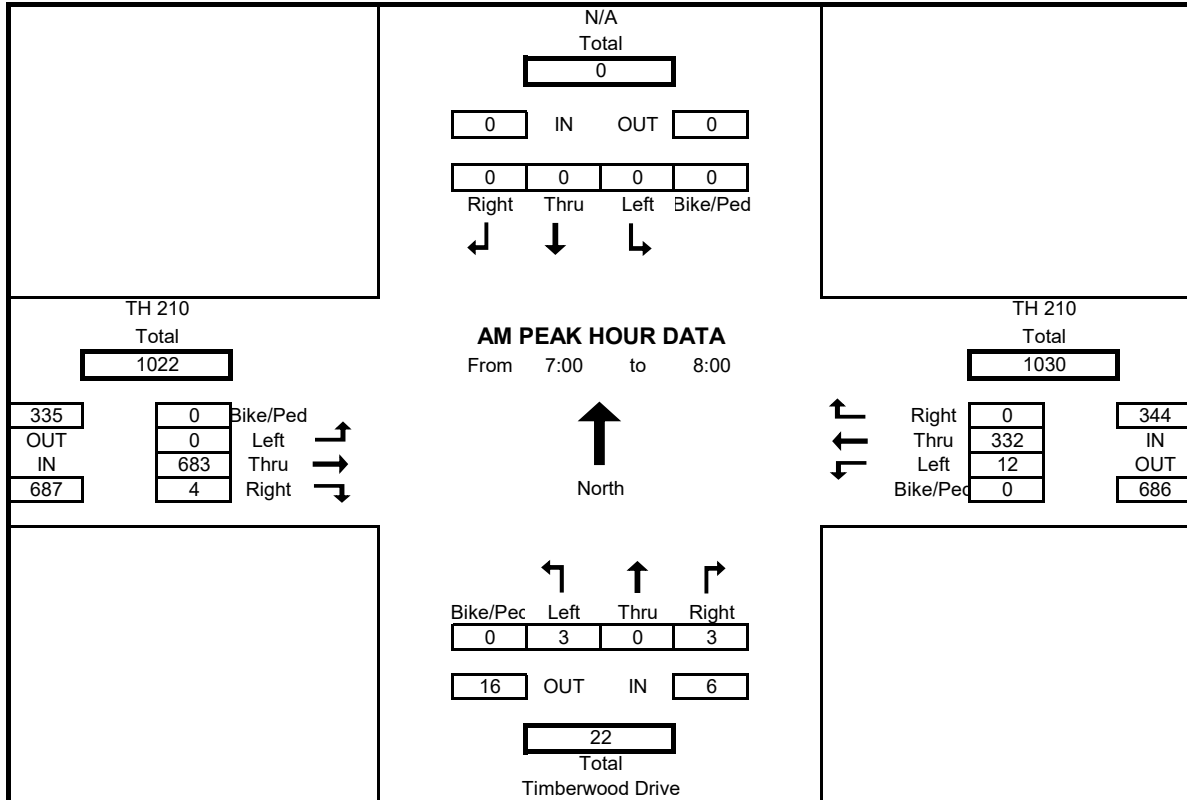 N/A
Total
0
0 IN OUT 0
0 0 0 0
Right Thru Left Bike/Ped
TH 210
Total
1022
335 0 Bike/Ped
OUT 0 Left
IN 683 Thru
687 4 Right
AM PEAK HOUR DATA
From 7:00 to 8:00
North
TH 210
Total
1030
Right 0 344
Thru 332 IN
Left 12 OUT
Bike/Ped 0 686
Bike/Ped Left Thru Right
0 3 0 3
16 OUT IN 6
22
Total
Timberwood Drive